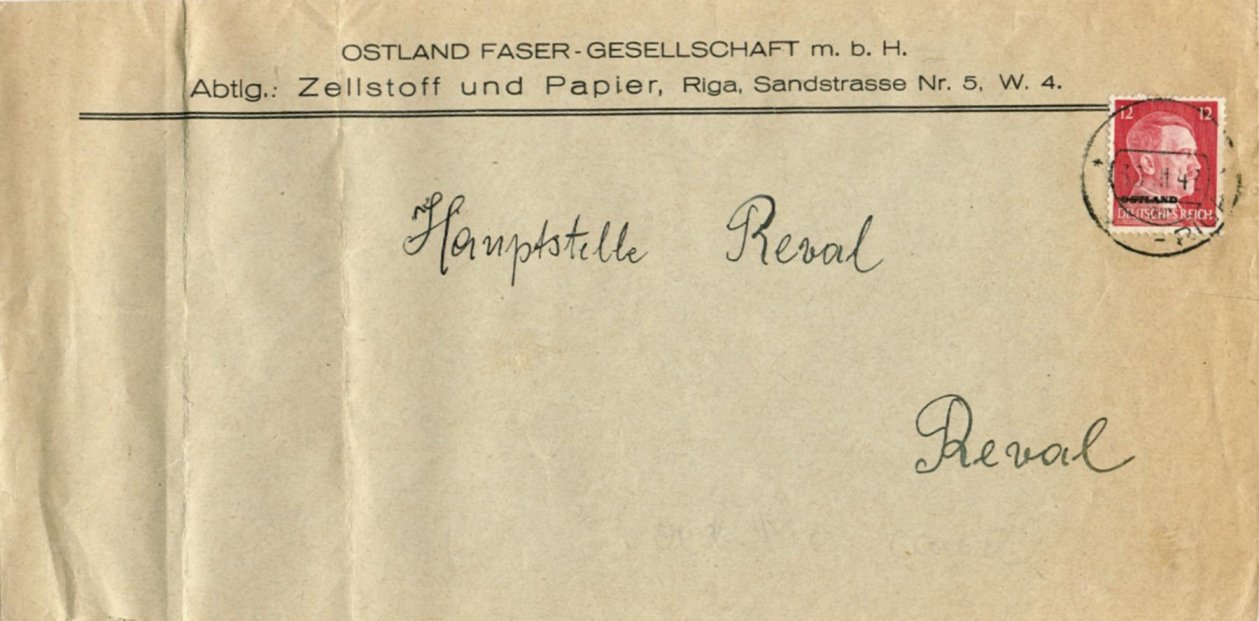 OSTLAND FASER-GESELLSCHAFT m. b. H.
Abtlg.: Zellstoff und Papier, Riga, Sandstrasse Nr. 5, W. 4.
12 12
OSTLAND
DEUTSCHES REICH
Hauptstelle Reval
Reval